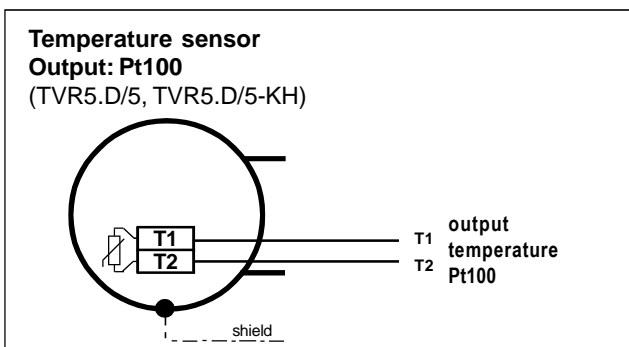 Temperature sensor
Output: Pt100
(TVR5.D/5, TVR5.D/5-KH)
T1
T2
T1
T2
output
temperature
Pt100
shield